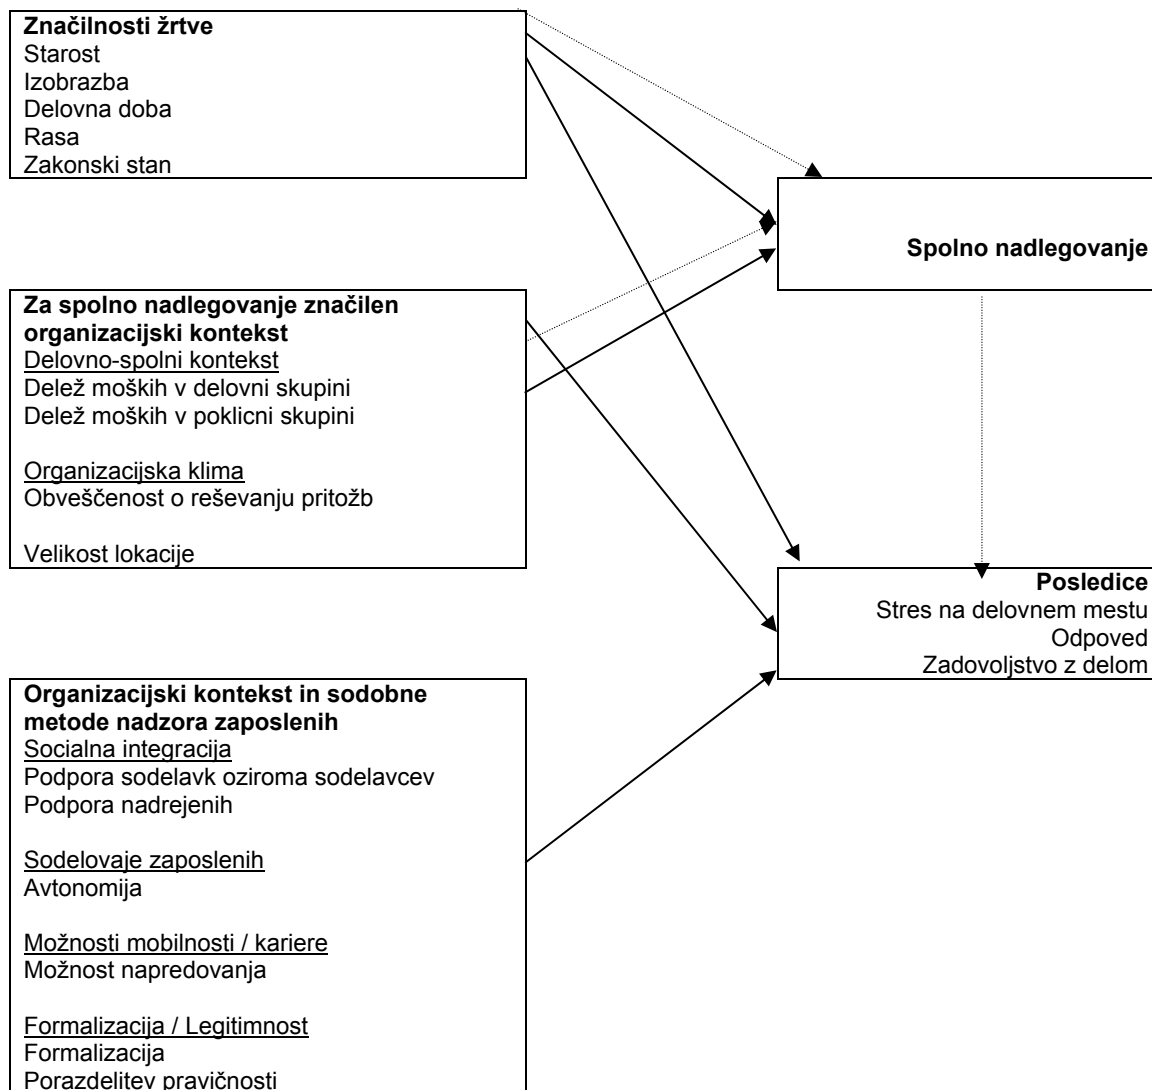 Značilnosti žrtve
Starost
Izobrazba
Delovna doba
Rasa
Zakonski stan
Spolno nadlegovanje
Za spolno nadlegovanje značilen
organizacijski kontekst
Delovno-spolni kontekst
Delež moških v delovni skupini
Delež moških v poklicni skupini
Organizacijska klima
Obveščenost o reševanju pritožb
Velikost lokacije
Posledice
Stres na delovnem mestu
Odpoved
Zadovoljstvo z delom
Organizacijski kontekst in sodobne
metode nadzora zaposlenih
Socialna integracija
Podpora sodelavk oziroma sodelavcev
Podpora nadrejenih
Sodelovaje zaposlenih
Avtonomija
Možnosti mobilnosti / kariere
Možnost napredovanja
Formalizacija / Legitimnost
Formalizacija
Porazdelitev pravičnosti